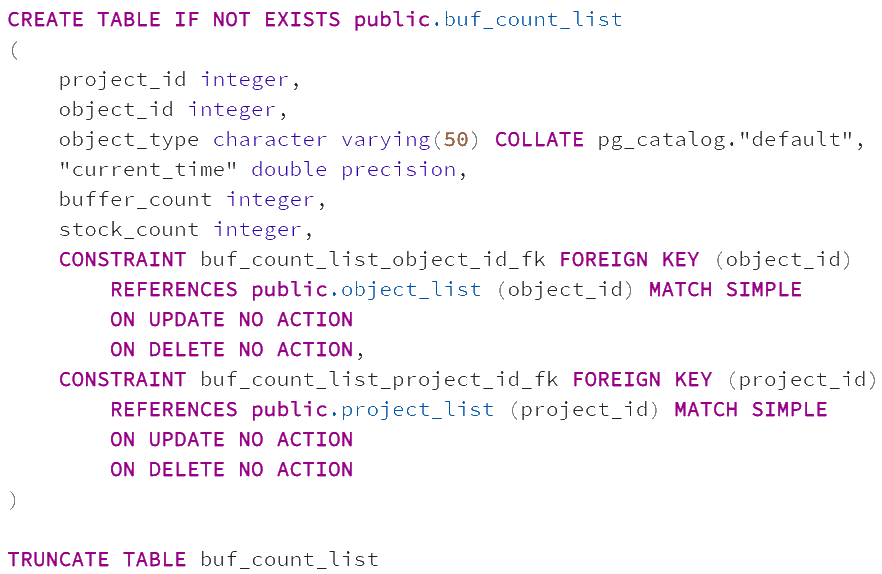 CREATE TABLE IF NOT EXISTS public.buf_count_list
(
    project_id integer,
    object_id integer,
    object_type character varying(50) COLLATE pg_catalog."default",
    "current_time" double precision,
    buffer_count integer,
    stock_count integer,
    CONSTRAINT buf_count_list_object_id_fk FOREIGN KEY (object_id)
        REFERENCES public.object_list (object_id) MATCH SIMPLE
        ON UPDATE NO ACTION
        ON DELETE NO ACTION,
    CONSTRAINT buf_count_list_project_id_fk FOREIGN KEY (project_id)
        REFERENCES public.project_list (project_id) MATCH SIMPLE
        ON UPDATE NO ACTION
        ON DELETE NO ACTION
)

TRUNCATE TABLE buf_count_list